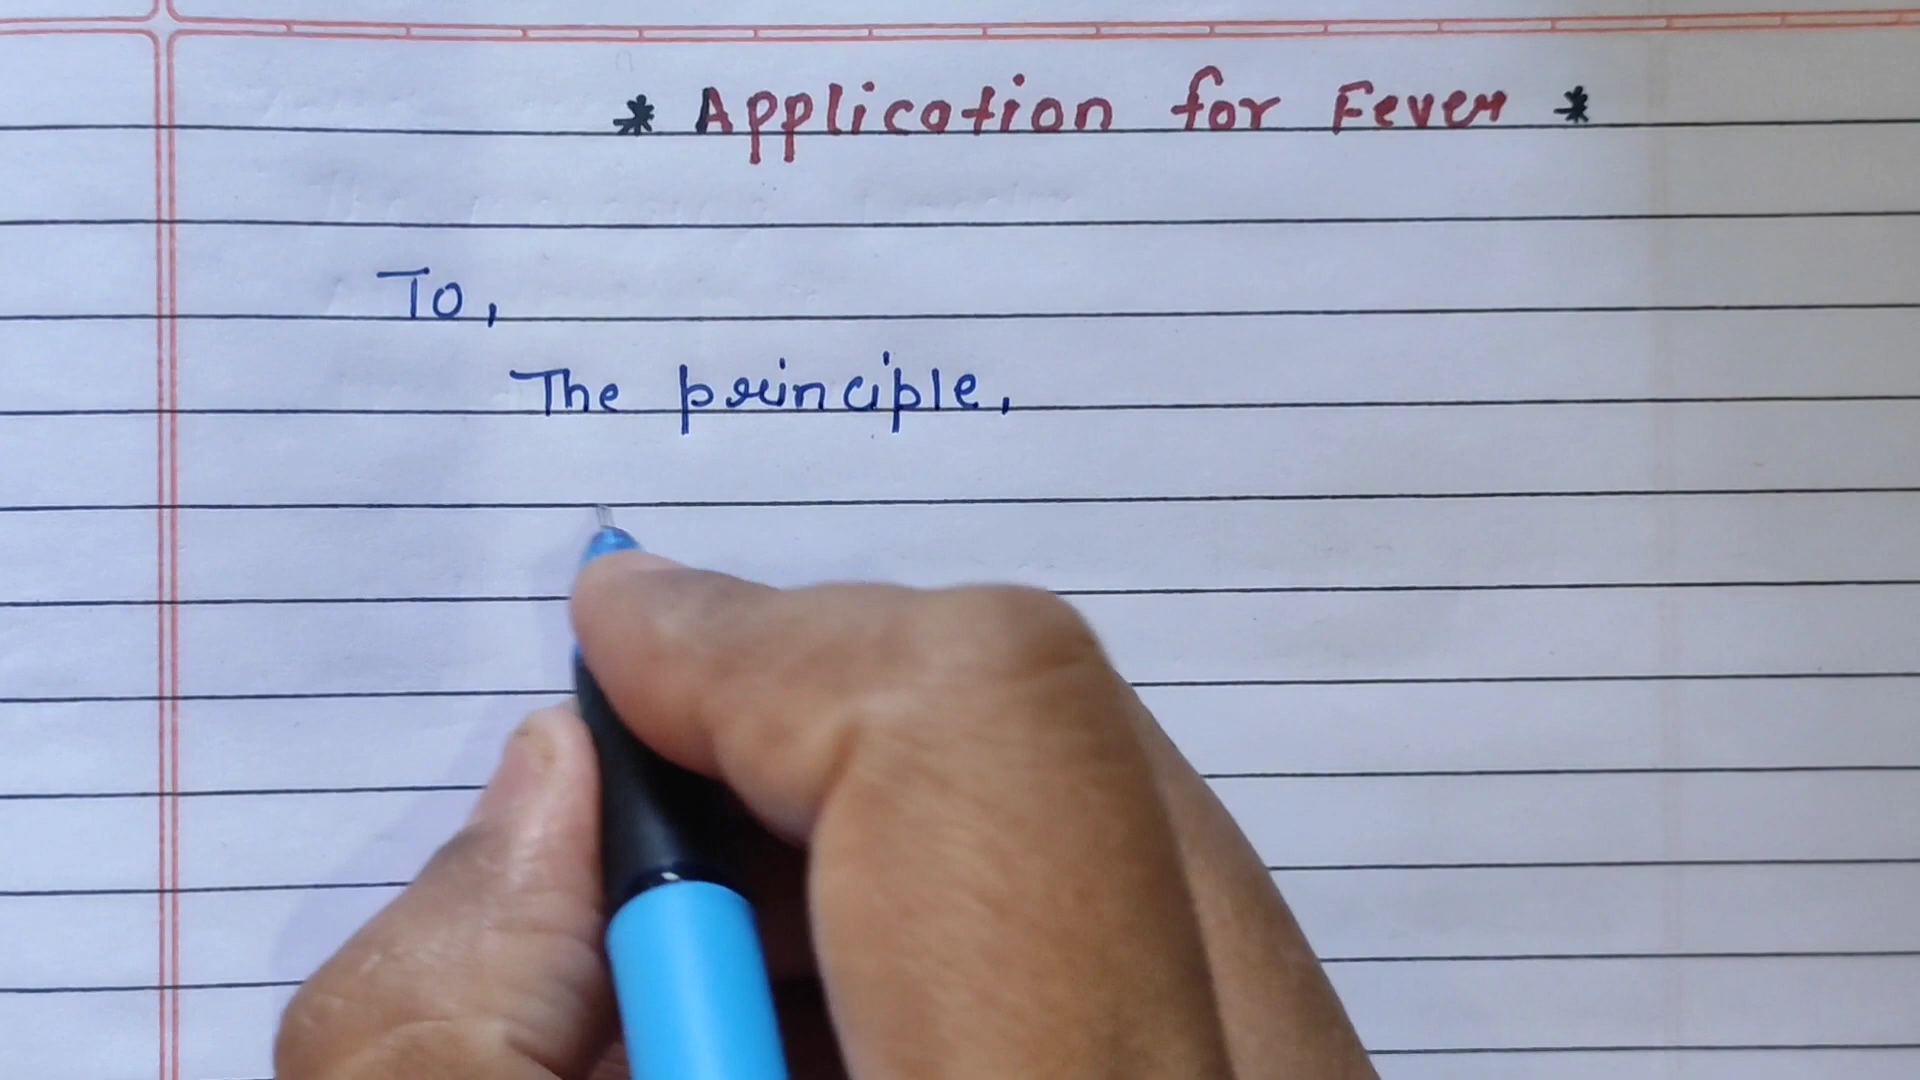 * Application for Fever *
To,
The principle,